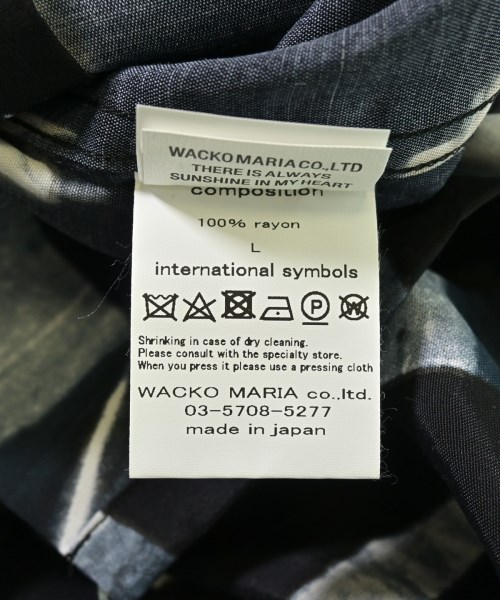 WACKO MARIA CO., LTD
THERE IS ALWAYS
SUNSHINE IN MY HEART
composition
100% rayon
L
international symbols
P W
Shrinking in case of dry cleaning.
Please consult with the specialty store.
When you press it please use a pressing cloth
WACKO MARIA co.,ltd.
03-5708-5277
made in japan